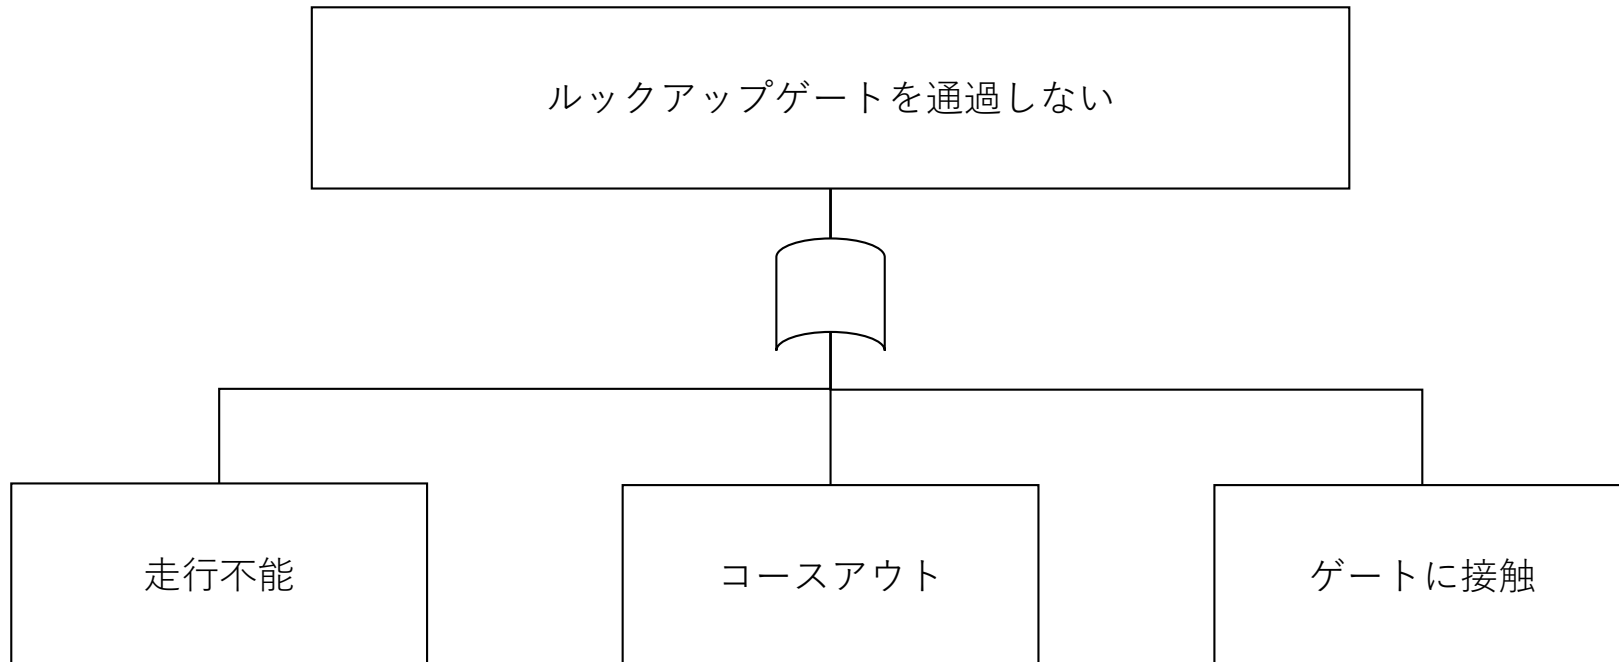 ルックアップゲートを通過しない
走行不能
コースアウト
ゲートに接触